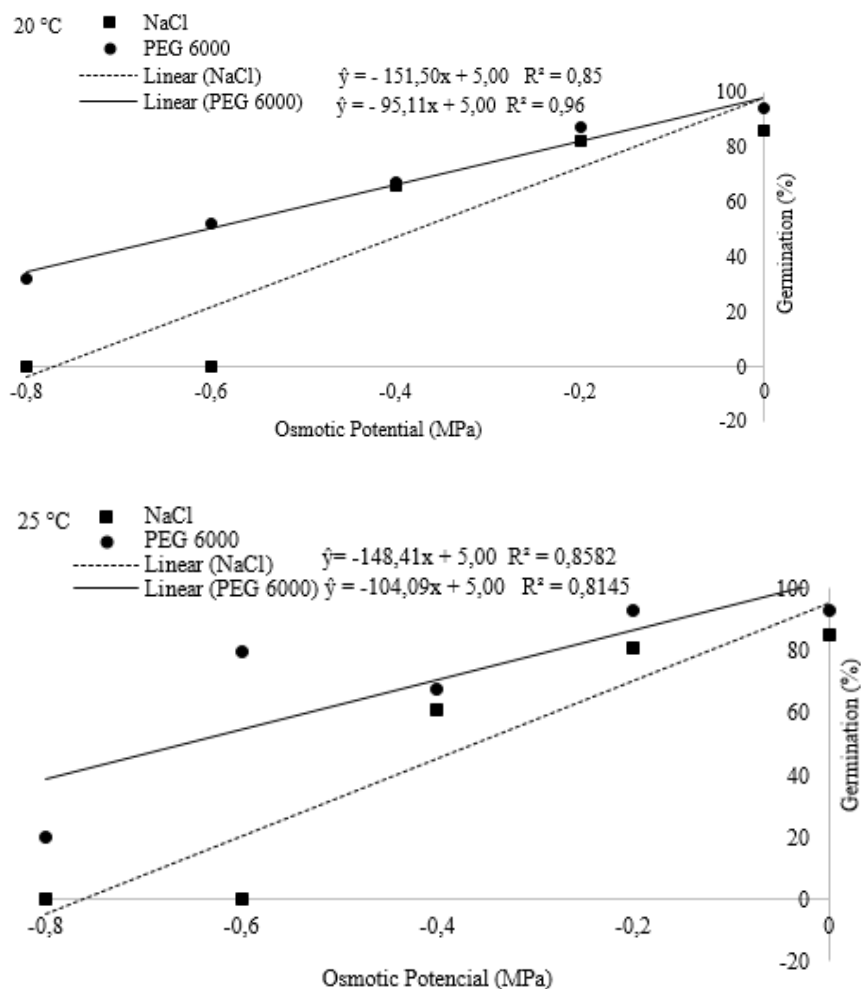 20 °C
NaCl
PEG 6000
Linear (NaCl) ŷ = - 151,50x + 5,00 R² = 0,85
Linear (PEG 6000) ŷ = - 95,11x + 5,00 R² = 0,96
100
80
60
40
20
0
-20
Germination (%)
-0,8 -0,6 -0,4 -0,2 0
Osmotic Potential (MPa)
25 °C
NaCl
PEG 6000
Linear (NaCl) ŷ= -148,41x + 5,00 R² = 0,8582
Linear (PEG 6000) ŷ = -104,09x + 5,00 R² = 0,8145
100
80
60
40
20
0
-20
Germination (%)
-0,8 -0,6 -0,4 -0,2 0
Osmotic Potencial (MPa)